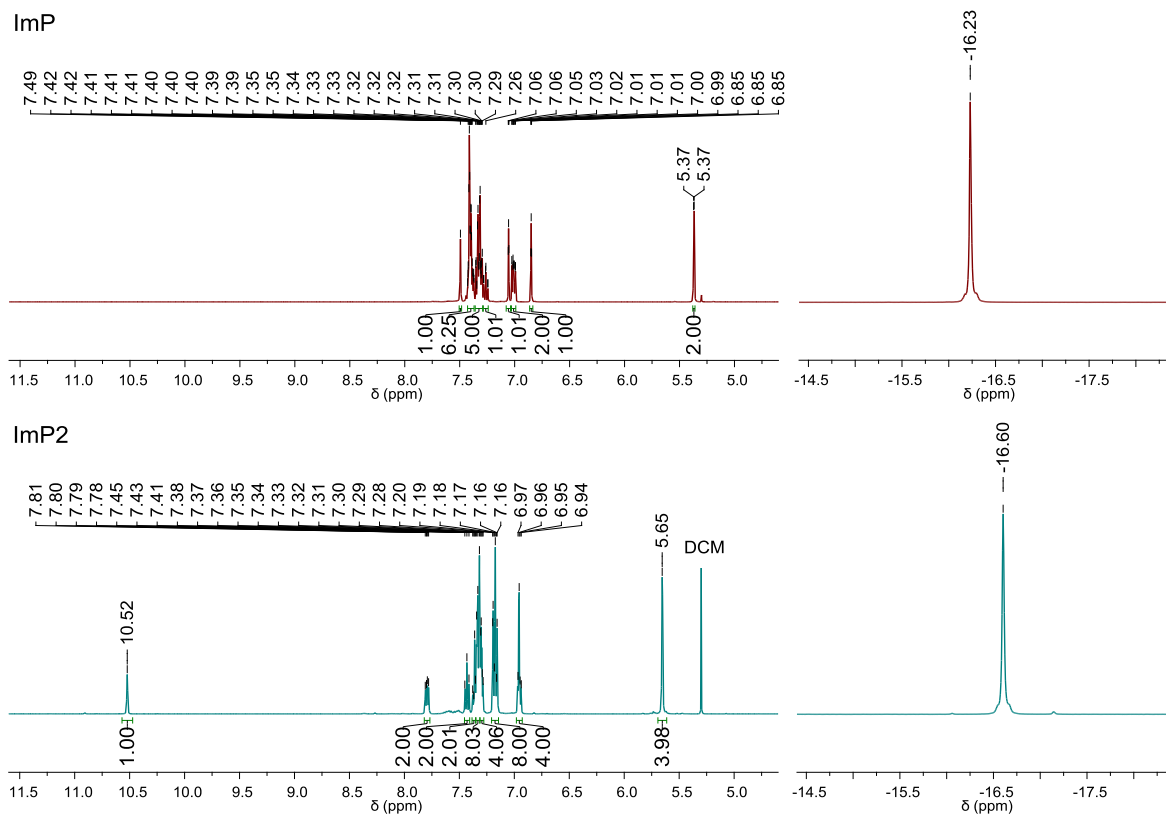 ImP
7.49 7.42 7.42 7.41 7.41 7.41 7.40 7.40 7.40 7.39 7.39 7.35 7.35 7.34 7.33 7.33 7.32 7.32 7.32 7.31 7.31 7.30 7.30 7.29 7.26 7.06 7.06 7.05 7.03 7.02 7.01 7.01 7.01 7.00 6.99 6.85 6.85 6.85
5.37 5.37
-16.23
1.00 6.25 5.00 1.01 1.01 2.00 1.00 2.00
11.5 11.0 10.5 10.0 9.5 9.0 8.5 8.0 7.5 7.0 6.5 6.0 5.5 5.0
δ (ppm)
-14.5 -15.5 -16.5 -17.5
δ (ppm)
ImP2
7.81 7.80 7.79 7.78 7.45 7.43 7.41 7.38 7.37 7.36 7.35 7.34 7.33 7.32 7.31 7.30 7.29 7.28 7.20 7.19 7.18 7.17 7.16 7.16 6.97 6.96 6.95 6.94
10.52
5.65
DCM
-16.60
1.00 2.00 2.00 2.01 8.03 4.06 8.00 4.00 3.98
11.5 11.0 10.5 10.0 9.5 9.0 8.5 8.0 7.5 7.0 6.5 6.0 5.5 5.0
δ (ppm)
-14.5 -15.5 -16.5 -17.5
δ (ppm)